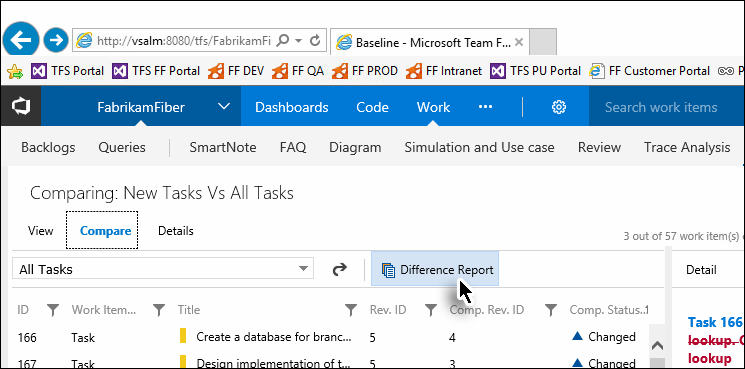 http://vsalm:8080/tfs/FabrikamFi
Baseline - Microsoft Team F...
TFS Portal TFS FF Portal FF DEV FF QA FF PROD FF Intranet TFS PU Portal FF Customer Portal
FabrikamFiber Dashboards Code Work ... Search work items
Backlogs Queries SmartNote FAQ Diagram Simulation and Use case Review Trace Analysis
Comparing: New Tasks Vs All Tasks
View Compare Details
3 out of 57 work item(s)
All Tasks Difference Report Detail
ID Work Item... Title Rev. ID Comp. Rev. ID Comp. Status..
166 Task Create a database for branc... 5 4 Changed
Task 166
lookup.
167 Task Design implementation of t... 5 3 Changed
lookup